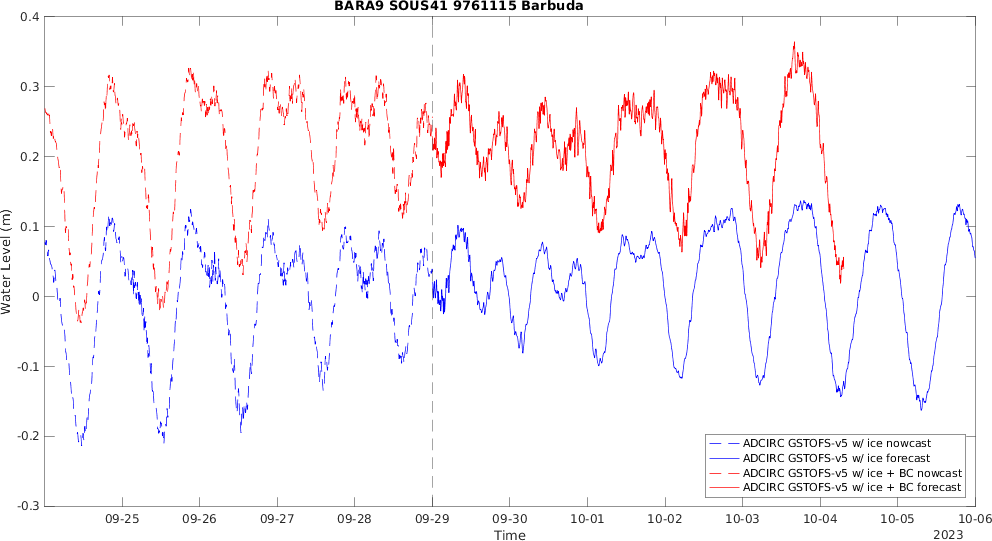 BARA9 SOUS41 9761115 Barbuda
0.4
0.3
0.2
0.1
0
-0.1
-0.2
-0.3
Water Level (m)
ADCIRC GSTOFS-v5 w/ ice nowcast
ADCIRC GSTOFS-v5 w/ ice forecast
ADCIRC GSTOFS-v5 w/ ice + BC nowcast
ADCIRC GSTOFS-v5 w/ ice + BC forecast
09-25 09-26 09-27 09-28 09-29 09-30 10-01 10-02 10-03 10-04 10-05 10-06
Time
2023